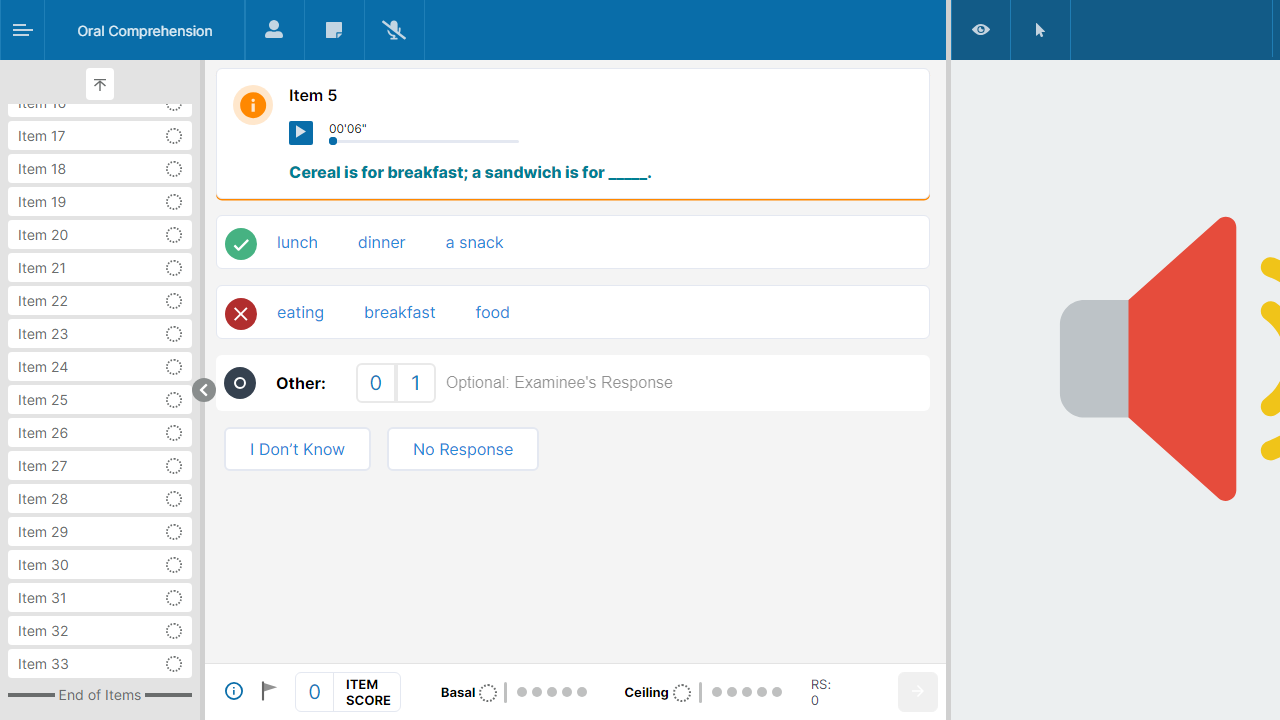 Oral Comprehension
Item 16
Item 17
Item 18
Item 19
Item 20
Item 21
Item 22
Item 23
Item 24
Item 25
Item 26
Item 27
Item 28
Item 29
Item 30
Item 31
Item 32
Item 33
End of Items
Item 5
00'06"
Cereal is for breakfast; a sandwich is for _____.
lunch dinner a snack
eating breakfast food
Other: 0 1 Optional: Examinee's Response
I Don’t Know No Response
0 ITEM SCORE
Basal
Ceiling
RS:
0